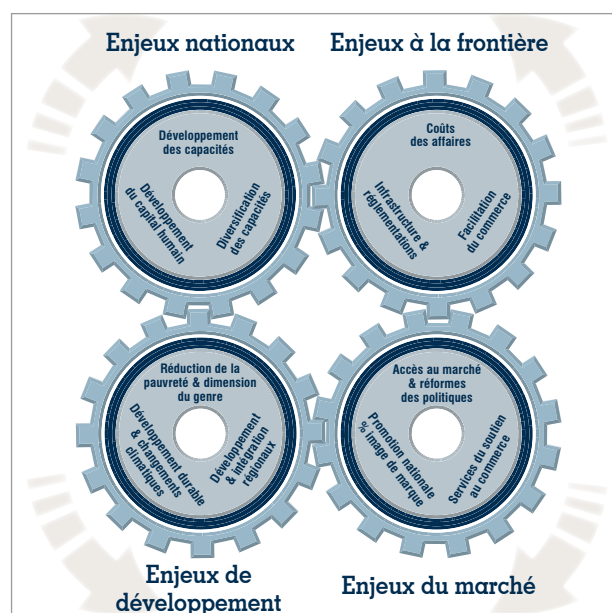 Enjeux nationaux
Enjeux à la frontière
Développement
des capacités
Développement
du capital humain
Diversification
des capacités
Coûts
des affaires
Infrastructure &
réglementations
Facilitation
du commerce
Réduction de la
pauvreté & dimension
du genre
Développement durable
& changements
climatiques
Développement
& intégration
régionaux
Accès au marché
& réformes
des politiques
Promotion nationale
% image de marque
Services du soutien
au commerce
Enjeux de
développement
Enjeux du marché